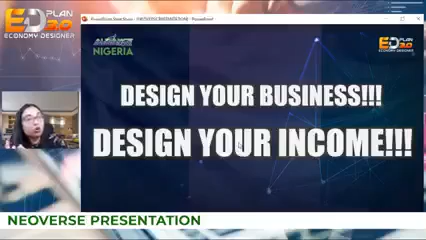 ED PLAN 3.0
ECONOMY DESIGNER
ALLIANCE
NIGERIA
ED PLAN 3.0
ECONOMY DESIGNER
DESIGN YOUR BUSINESS!!!
DESIGN YOUR INCOME!!!
NEOVERSE PRESENTATION